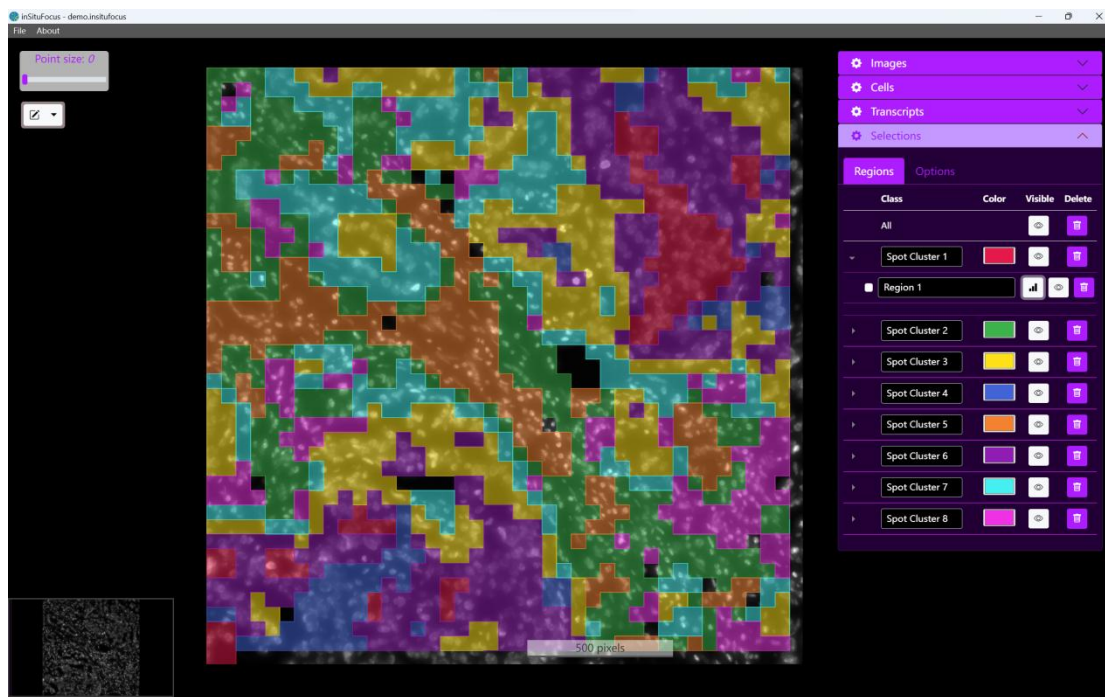 inSituFocus - demo.insitufocus
File About
Point size: 0
Images
Cells
Transcripts
Selections
Regions Options
Class Color Visible Delete
All
Spot Cluster 1
Region 1
Spot Cluster 2
Spot Cluster 3
Spot Cluster 4
Spot Cluster 5
Spot Cluster 6
Spot Cluster 7
Spot Cluster 8
500 pixels